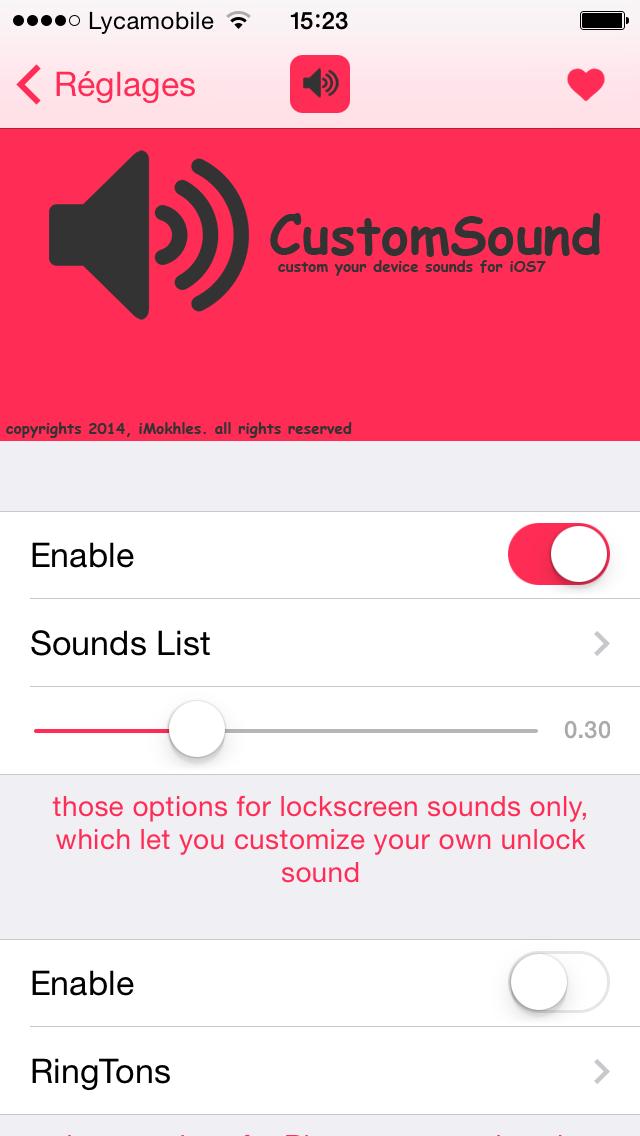 Lycamobile 15:23
Réglages
CustomSound
custom your device sounds for iOS7
copyrights 2014, iMokhles. all rights reserved
Enable
Sounds List
0.30
those options for lockscreen sounds only,
which let you customize your own unlock
sound
Enable
RingTons